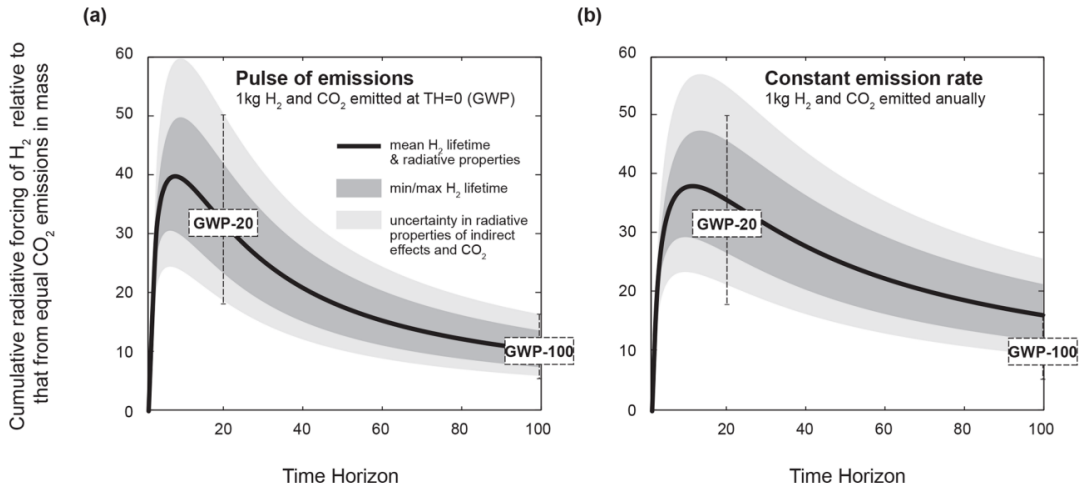 Cumulative radiative forcing of H₂ relative to
that from equal CO₂ emissions in mass
(a)
Pulse of emissions
1kg H₂ and CO₂ emitted at TH=0 (GWP)
mean H₂ lifetime
& radiative properties
min/max H₂ lifetime
uncertainty in radiative
properties of indirect
effects and CO₂
GWP-20
GWP-100
60
50
40
30
20
10
0
20
40
60
80
100
Time Horizon
(b)
Constant emission rate
1kg H₂ and CO₂ emitted anually
GWP-20
GWP-100
60
50
40
30
20
10
0
20
40
60
80
100
Time Horizon